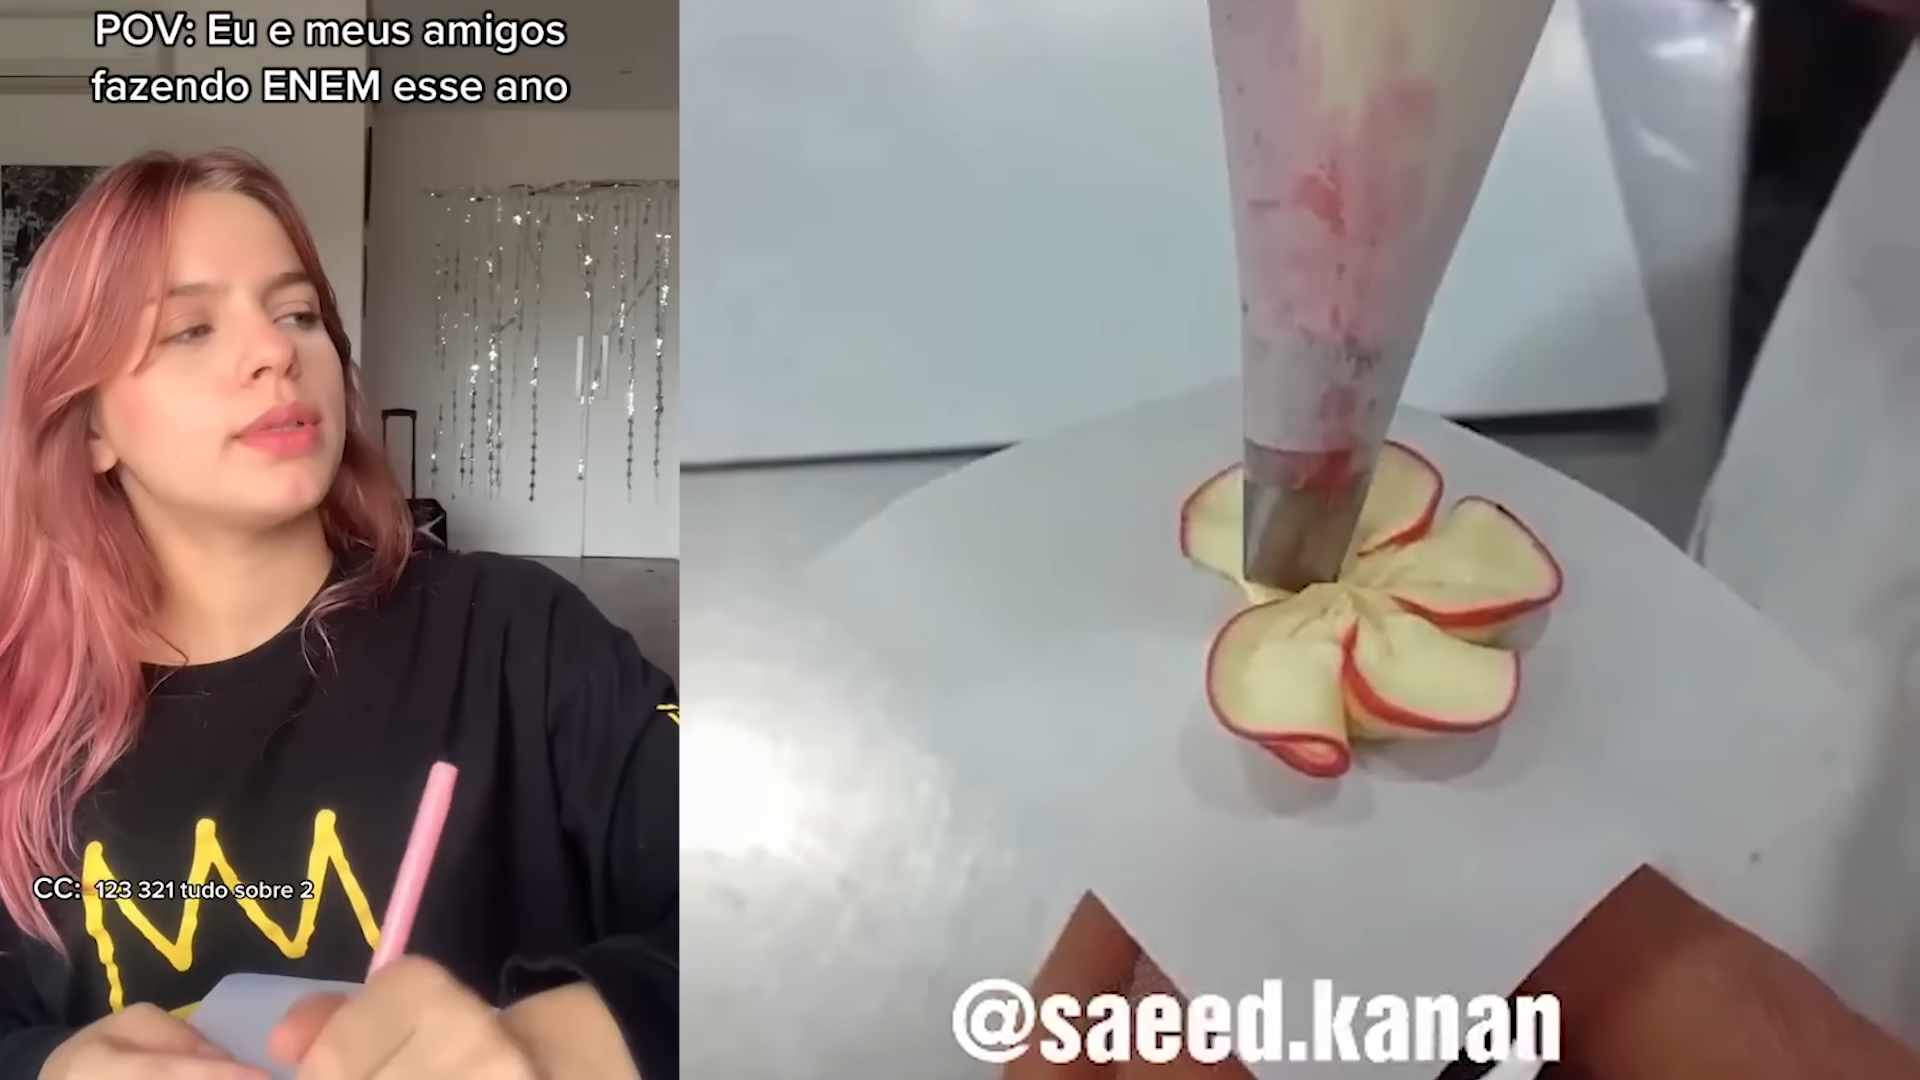 POV: Eu e meus amigos
fazendo ENEM esse ano
CC: 123 321 tudo sobre 2
@saeed.kanan